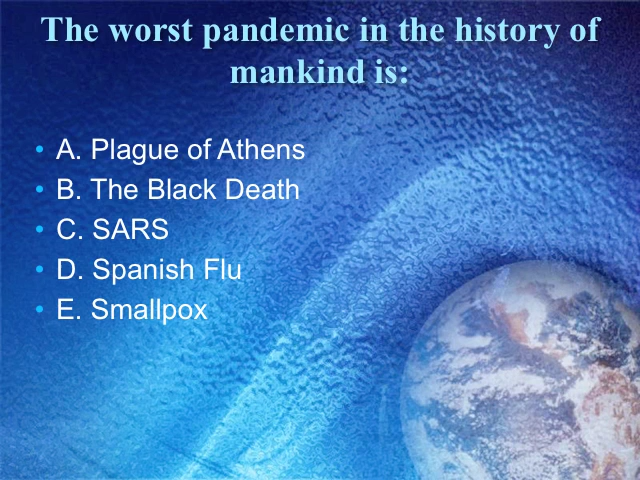 The worst pandemic in the history of
mankind is:
• A. Plague of Athens
• B. The Black Death
• C. SARS
• D. Spanish Flu
• E. Smallpox